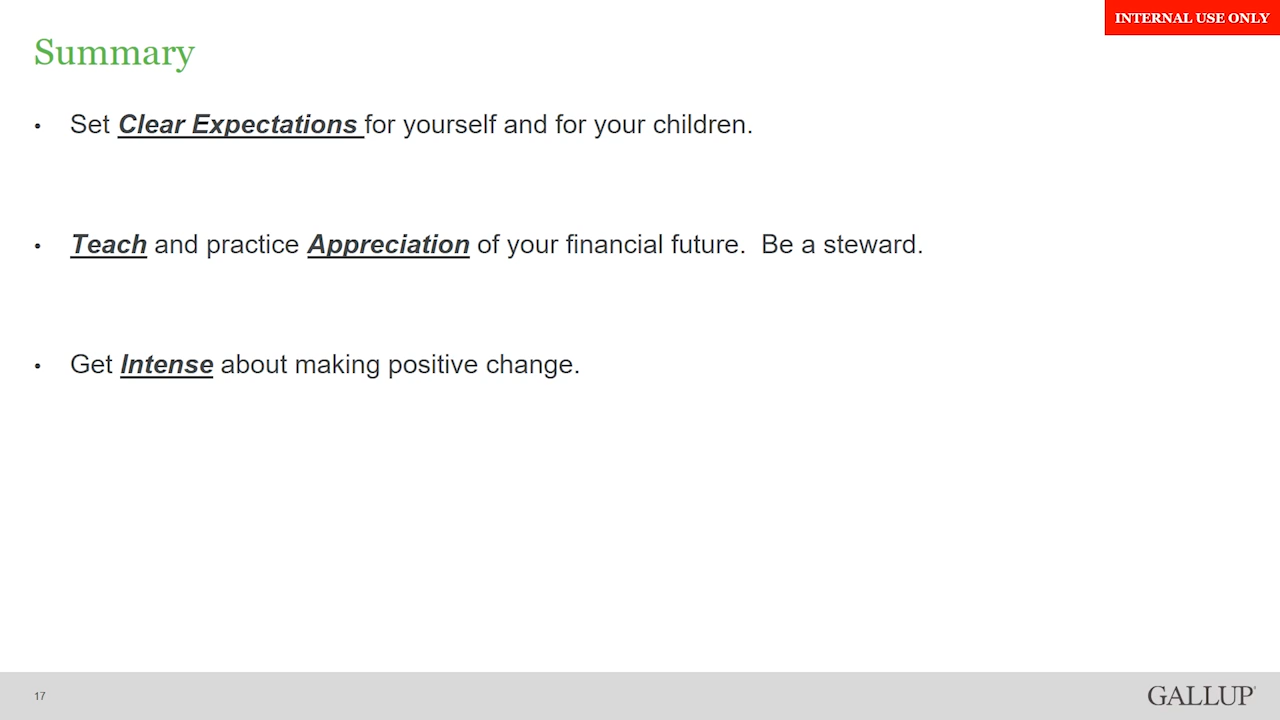 INTERNAL USE ONLY
Summary
• Set Clear Expectations for yourself and for your children.
• Teach and practice Appreciation of your financial future.  Be a steward.
• Get Intense about making positive change.
17
GALLUP®